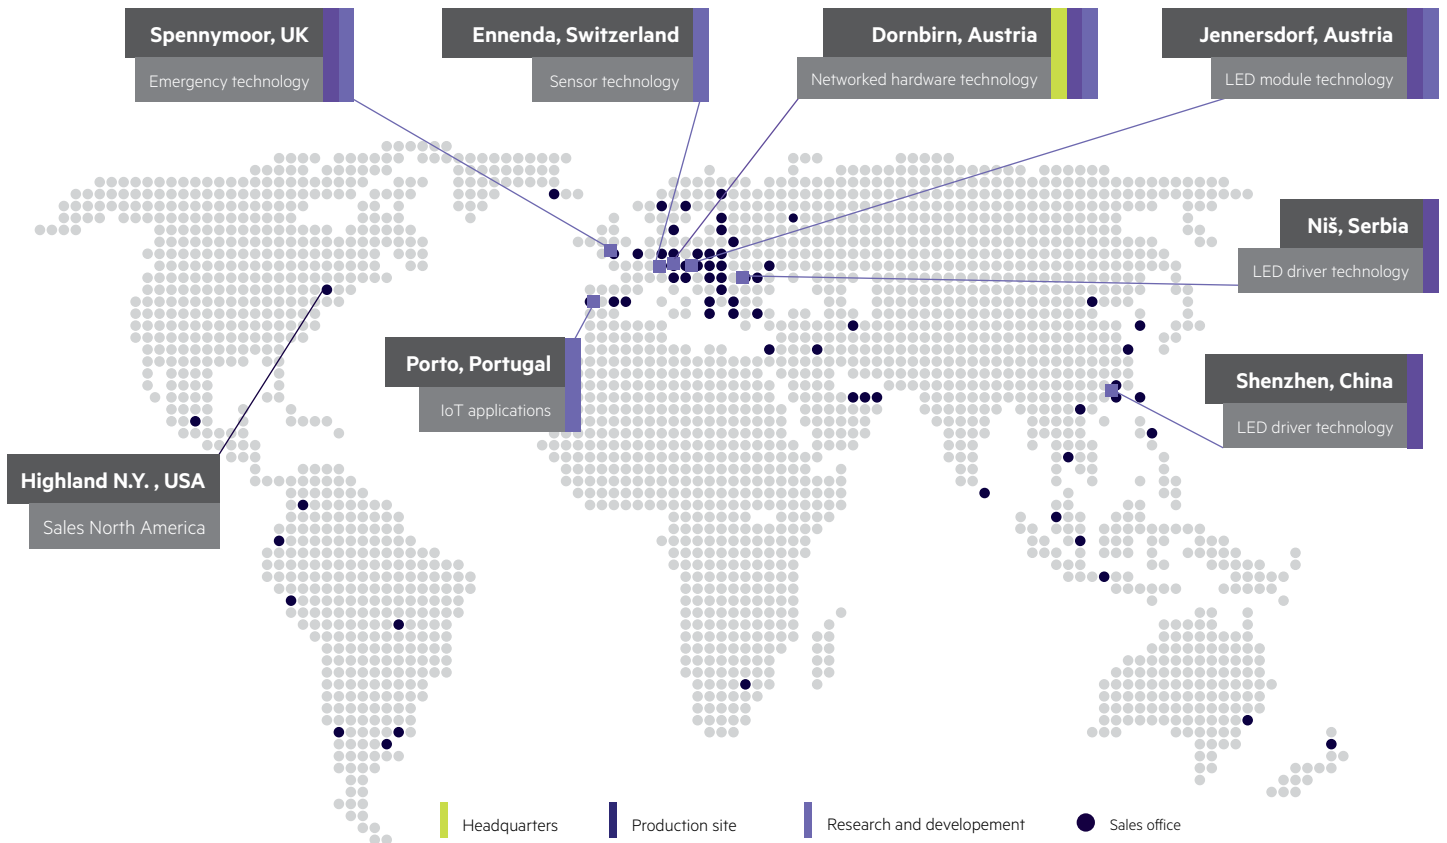 Spennymoor, UK
Emergency technology
Ennenda, Switzerland
Sensor technology
Dornbirn, Austria
Networked hardware technology
Jennersdorf, Austria
LED module technology
Niš, Serbia
LED driver technology
Porto, Portugal
IoT applications
Shenzhen, China
LED driver technology
Highland N.Y. , USA
Sales North America
Headquarters
Production site
Research and developement
Sales office